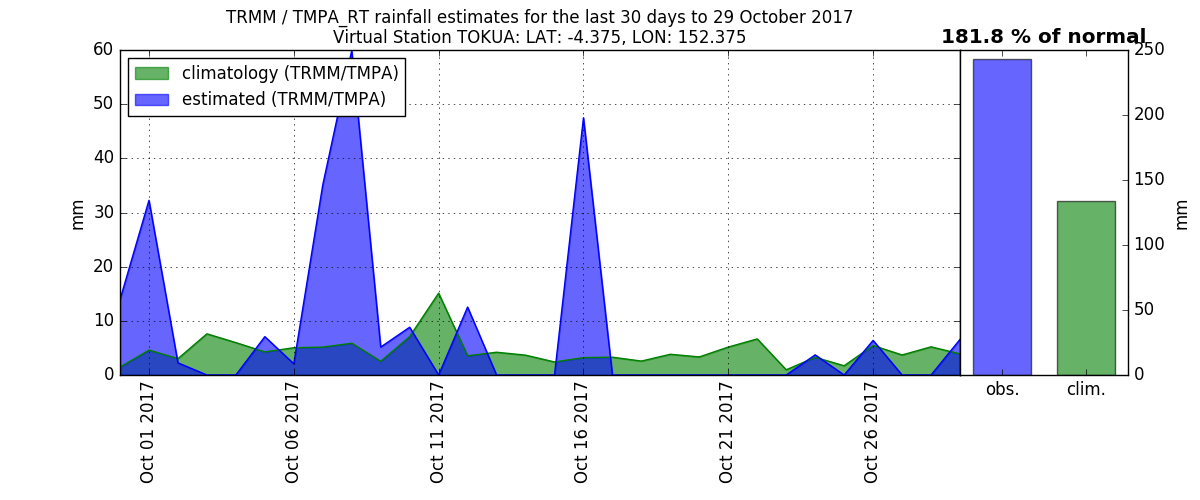 TRMM / TMPA_RT rainfall estimates for the last 30 days to 29 October 2017
Virtual Station TOKUA: LAT: -4.375, LON: 152.375
181.8 % of normal
climatology (TRMM/TMPA)
estimated (TRMM/TMPA)
60
50
40
30
20
10
0
mm
Oct 01 2017
Oct 06 2017
Oct 11 2017
Oct 16 2017
Oct 21 2017
Oct 26 2017
250
200
150
100
50
0
mm
obs.
clim.